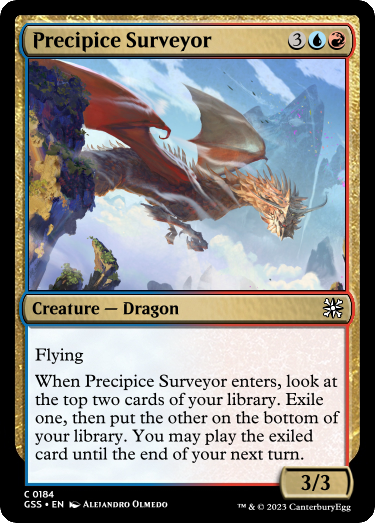 Precipice Surveyor 3
Creature — Dragon
Flying
When Precipice Surveyor enters, look at
the top two cards of your library. Exile
one, then put the other on the bottom of
your library. You may play the exiled
card until the end of your next turn.
3/3
C 0184
GSS • EN Alejandro Olmedo
™ & © 2023 CanterburyEgg